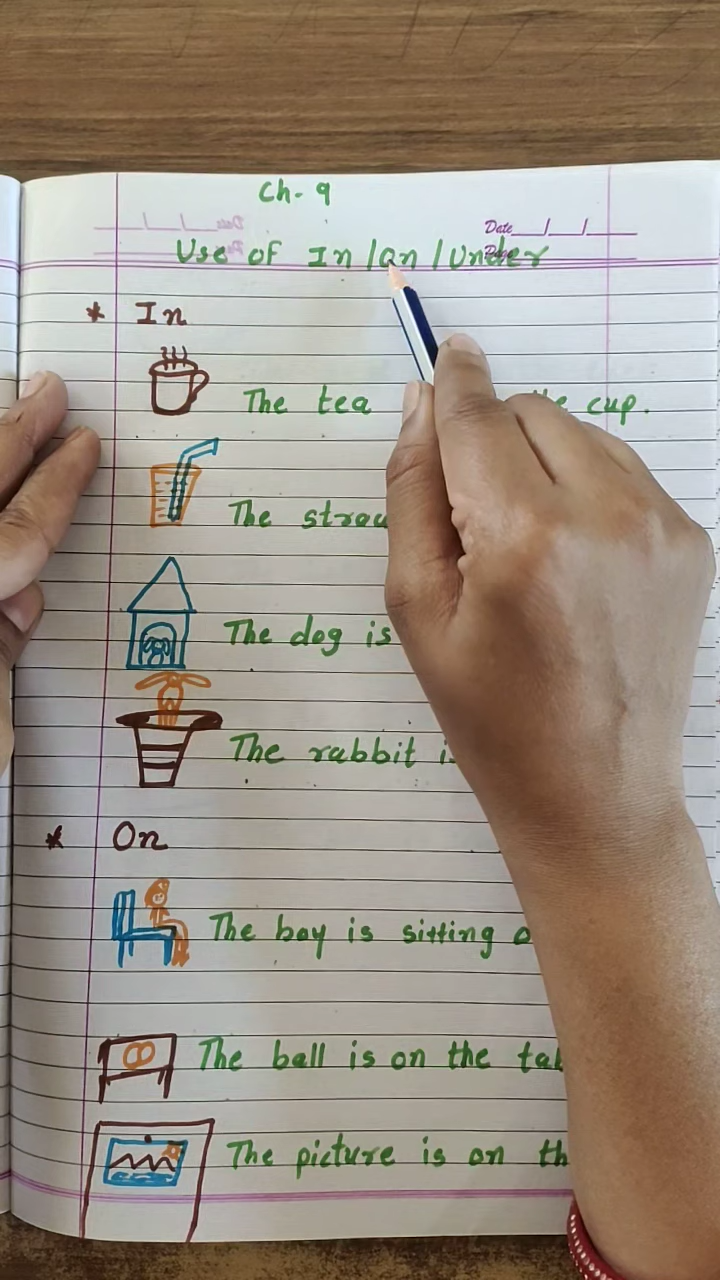 Ch- 9
Date
Use of In / On / Under
* In
The tea cup.
The
The dog is
The rabbit
* On
The boy is sitting
The ball is on the
The picture is on